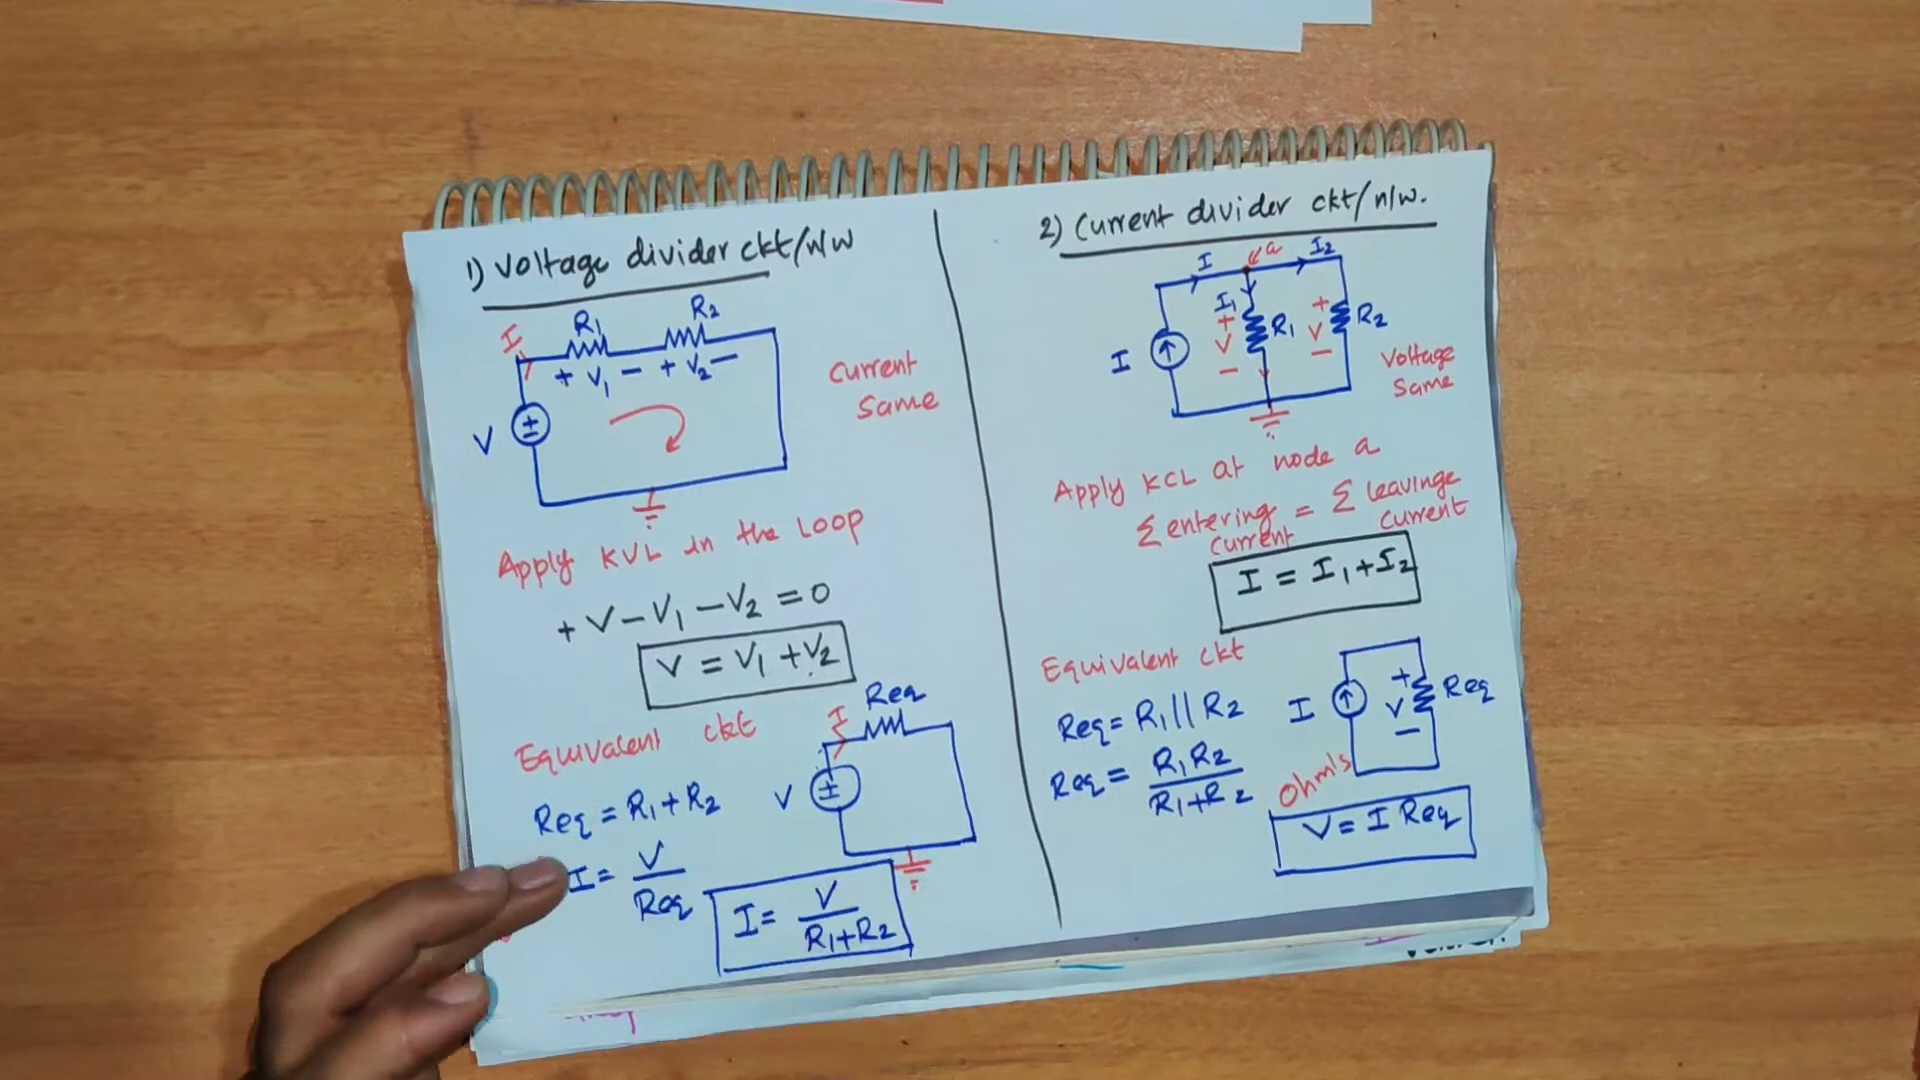 1) Voltage divider ckt/n/w
I
R1
R2
+ V1 - + V2 -
Current
Same
V
Apply KVL in the Loop
+ V - V1 - V2 = 0
V = V1 + V2
Equivalent ckt
I
Req
V
Req = R1 + R2
I = V / Req
I = V / R1+R2
2) Current divider ckt/n/w.
a
I
I2
I1
+
V
-
R1
+
V
-
R2
I
Voltage
Same
Apply KCL at node a
Σ entering = Σ leavinge
current
current
I = I1 + I2
Equivalent ckt
Req = R1 || R2
Req = R1 R2 / R1+R2
I
+
V
-
Req
Ohm's
V = I Req